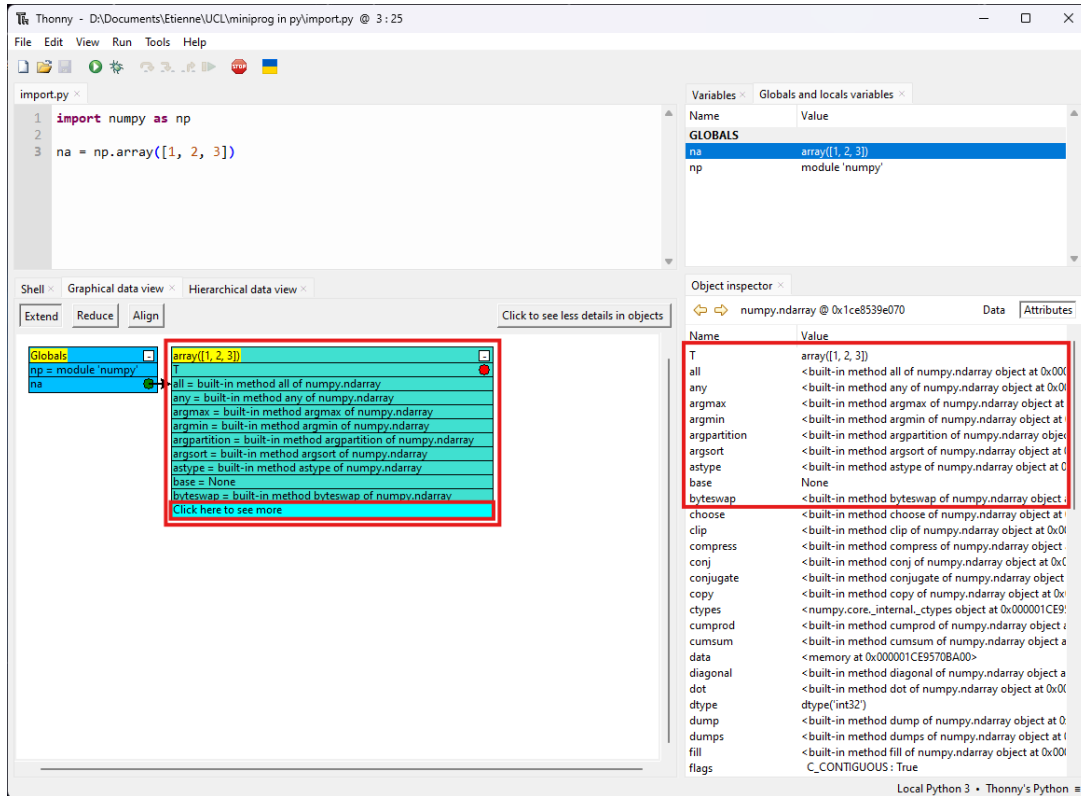 Thonny - D:\Documents\Etienne\UCL\miniprog in py\import.py @ 3 : 25
File Edit View Run Tools Help
STOP
import.py ×
1 import numpy as np
2
3 na = np.array([1, 2, 3])
Variables × Globals and locals variables ×
Name Value
GLOBALS
na array([1, 2, 3])
np module 'numpy'
Shell × Graphical data view × Hierarchical data view ×
Extend Reduce Align Click to see less details in objects
Globals -
np = module 'numpy'
na
array([1, 2, 3]) -
T
all = built-in method all of numpy.ndarray
any = built-in method any of numpy.ndarray
argmax = built-in method argmax of numpy.ndarray
argmin = built-in method argmin of numpy.ndarray
argpartition = built-in method argpartition of numpy.ndarray
argsort = built-in method argsort of numpy.ndarray
astype = built-in method astype of numpy.ndarray
base = None
byteswap = built-in method byteswap of numpy.ndarray
Click here to see more
Object inspector ×
numpy.ndarray @ 0x1ce8539e070 Data Attributes
Name Value
T array([1, 2, 3])
all <built-in method all of numpy.ndarray object at 0x000
any <built-in method any of numpy.ndarray object at 0x00
argmax <built-in method argmax of numpy.ndarray object at
argmin <built-in method argmin of numpy.ndarray object at
argpartition <built-in method argpartition of numpy.ndarray objec
argsort <built-in method argsort of numpy.ndarray object at
astype <built-in method astype of numpy.ndarray object at 0
base None
byteswap <built-in method byteswap of numpy.ndarray object
choose <built-in method choose of numpy.ndarray object at
clip <built-in method clip of numpy.ndarray object at 0x00
compress <built-in method compress of numpy.ndarray object
conj <built-in method conj of numpy.ndarray object at 0x0
conjugate <built-in method conjugate of numpy.ndarray object
copy <built-in method copy of numpy.ndarray object at 0x
ctypes <numpy.core._internal._ctypes object at 0x000001CE9
cumprod <built-in method cumprod of numpy.ndarray object
cumsum <built-in method cumsum of numpy.ndarray object a
data <memory at 0x000001CE9570BA00>
diagonal <built-in method diagonal of numpy.ndarray object a
dot <built-in method dot of numpy.ndarray object at 0x00
dtype dtype('int32')
dump <built-in method dump of numpy.ndarray object at 0
dumps <built-in method dumps of numpy.ndarray object at
fill <built-in method fill of numpy.ndarray object at 0x000
flags C_CONTIGUOUS : True
Local Python 3 • Thonny's Python ≡